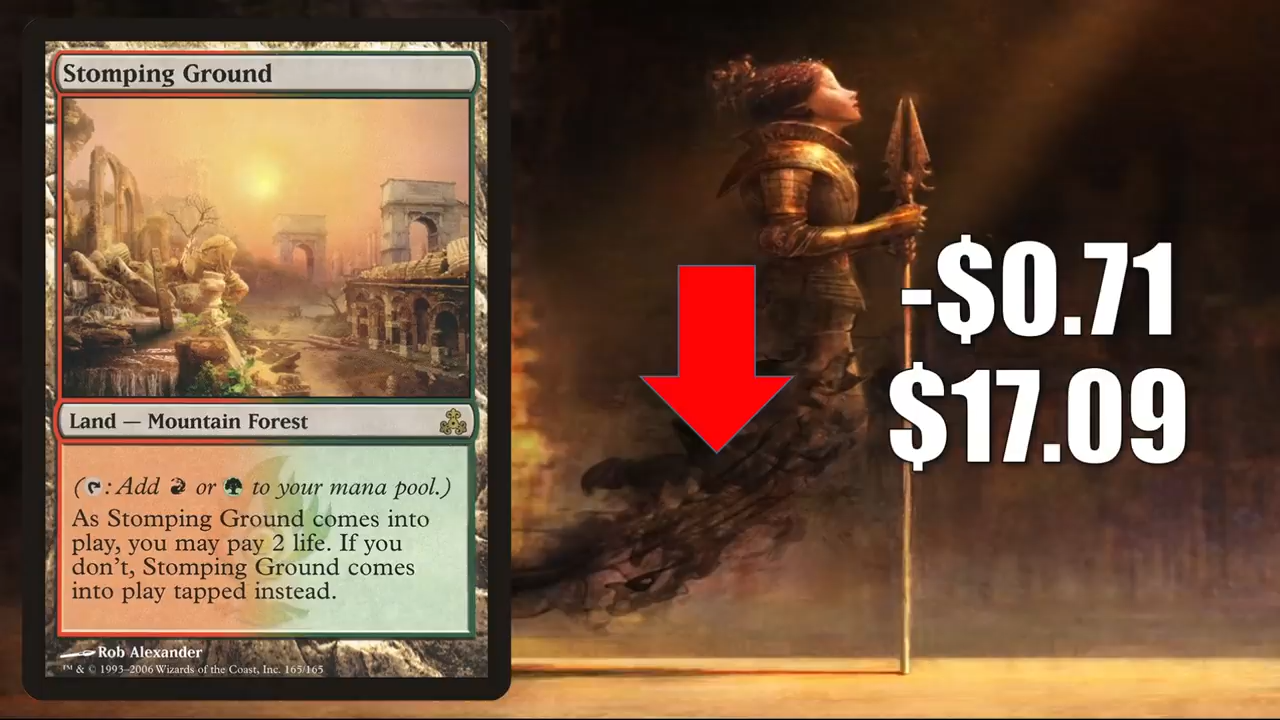 Stomping Ground
Land — Mountain Forest
( : Add or to your mana pool.)
As Stomping Ground comes into
play, you may pay 2 life. If you
don't, Stomping Ground comes
into play tapped instead.
Rob Alexander
™ & © 1993–2006 Wizards of the Coast, Inc. 165/165
-$0.71
$17.09